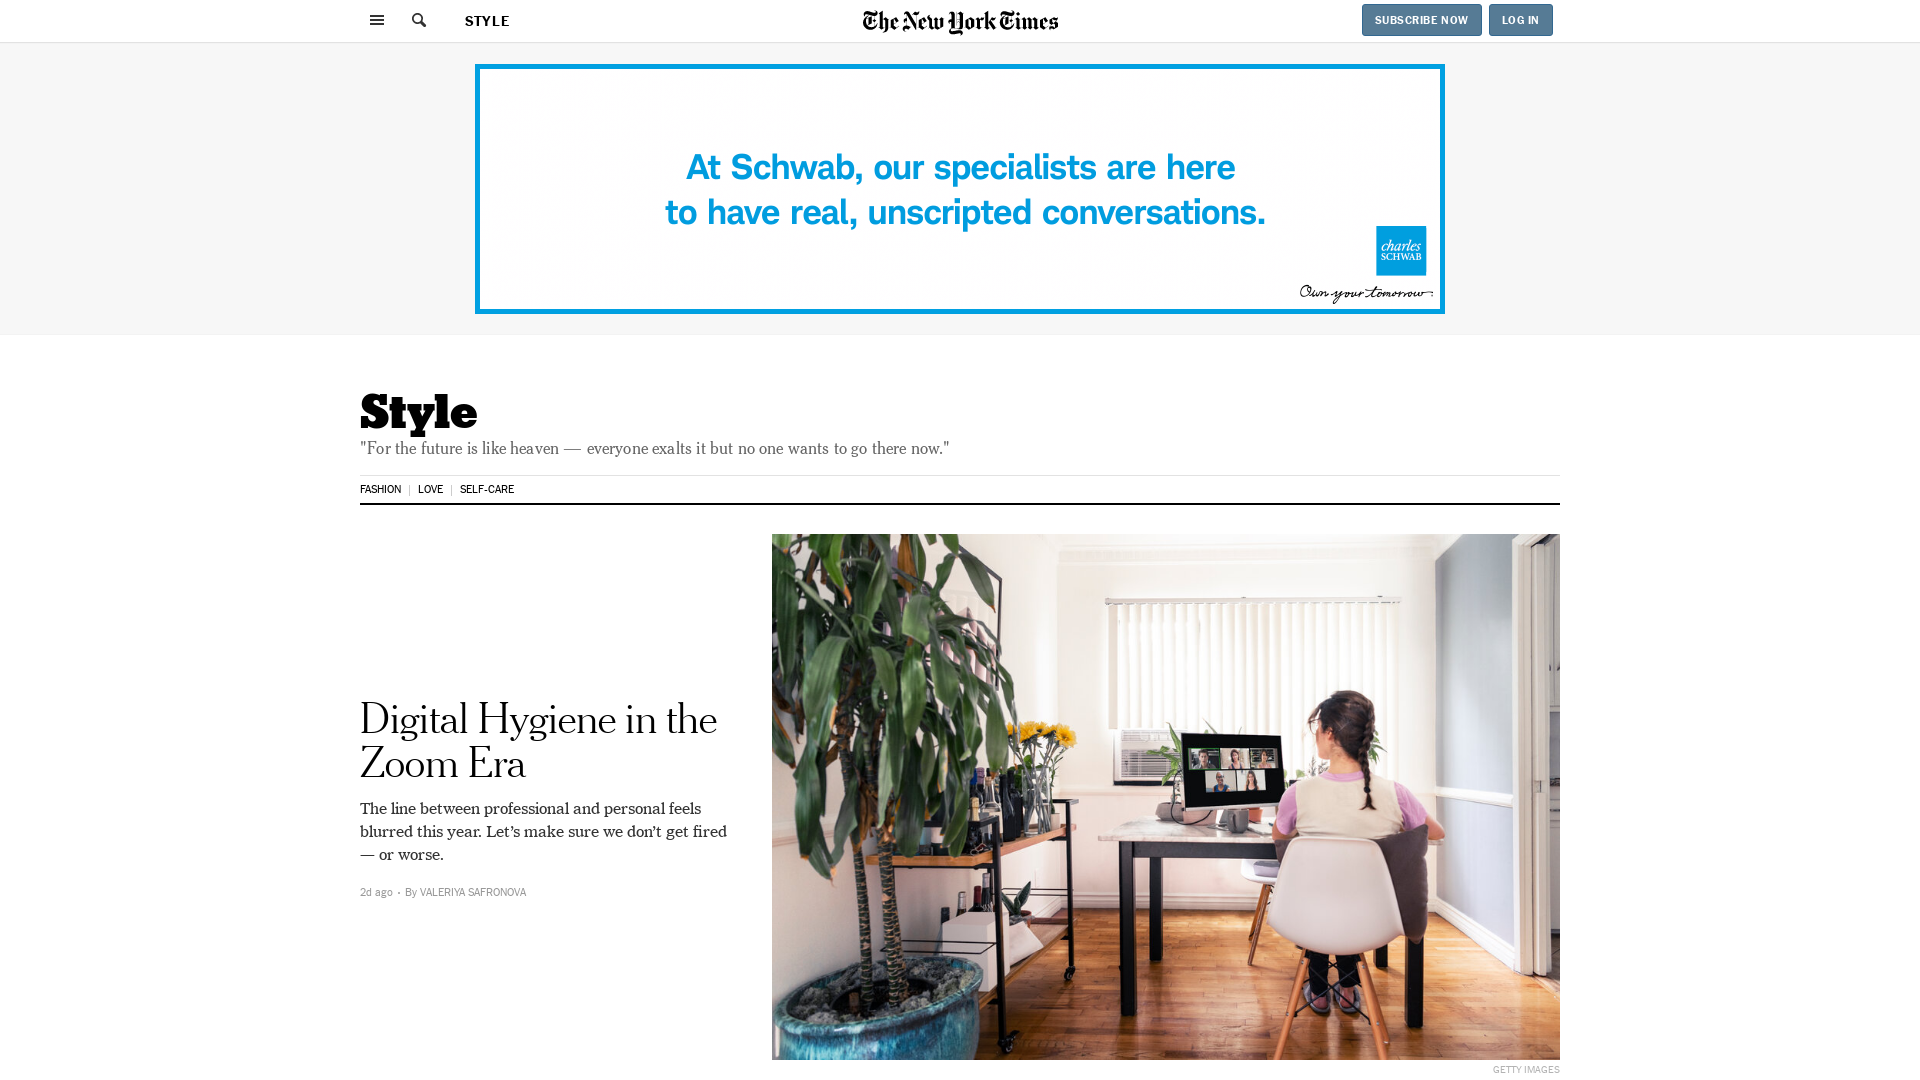 STYLE
The New York Times
SUBSCRIBE NOW
LOG IN
At Schwab, our specialists are here
to have real, unscripted conversations.
charles
SCHWAB
Own your tomorrow
Style
"For the future is like heaven — everyone exalts it but no one wants to go there now."
FASHION | LOVE | SELF-CARE
Digital Hygiene in the
Zoom Era
The line between professional and personal feels
blurred this year. Let’s make sure we don’t get fired
— or worse.
2d ago • By VALERIYA SAFRONOVA
GETTY IMAGES